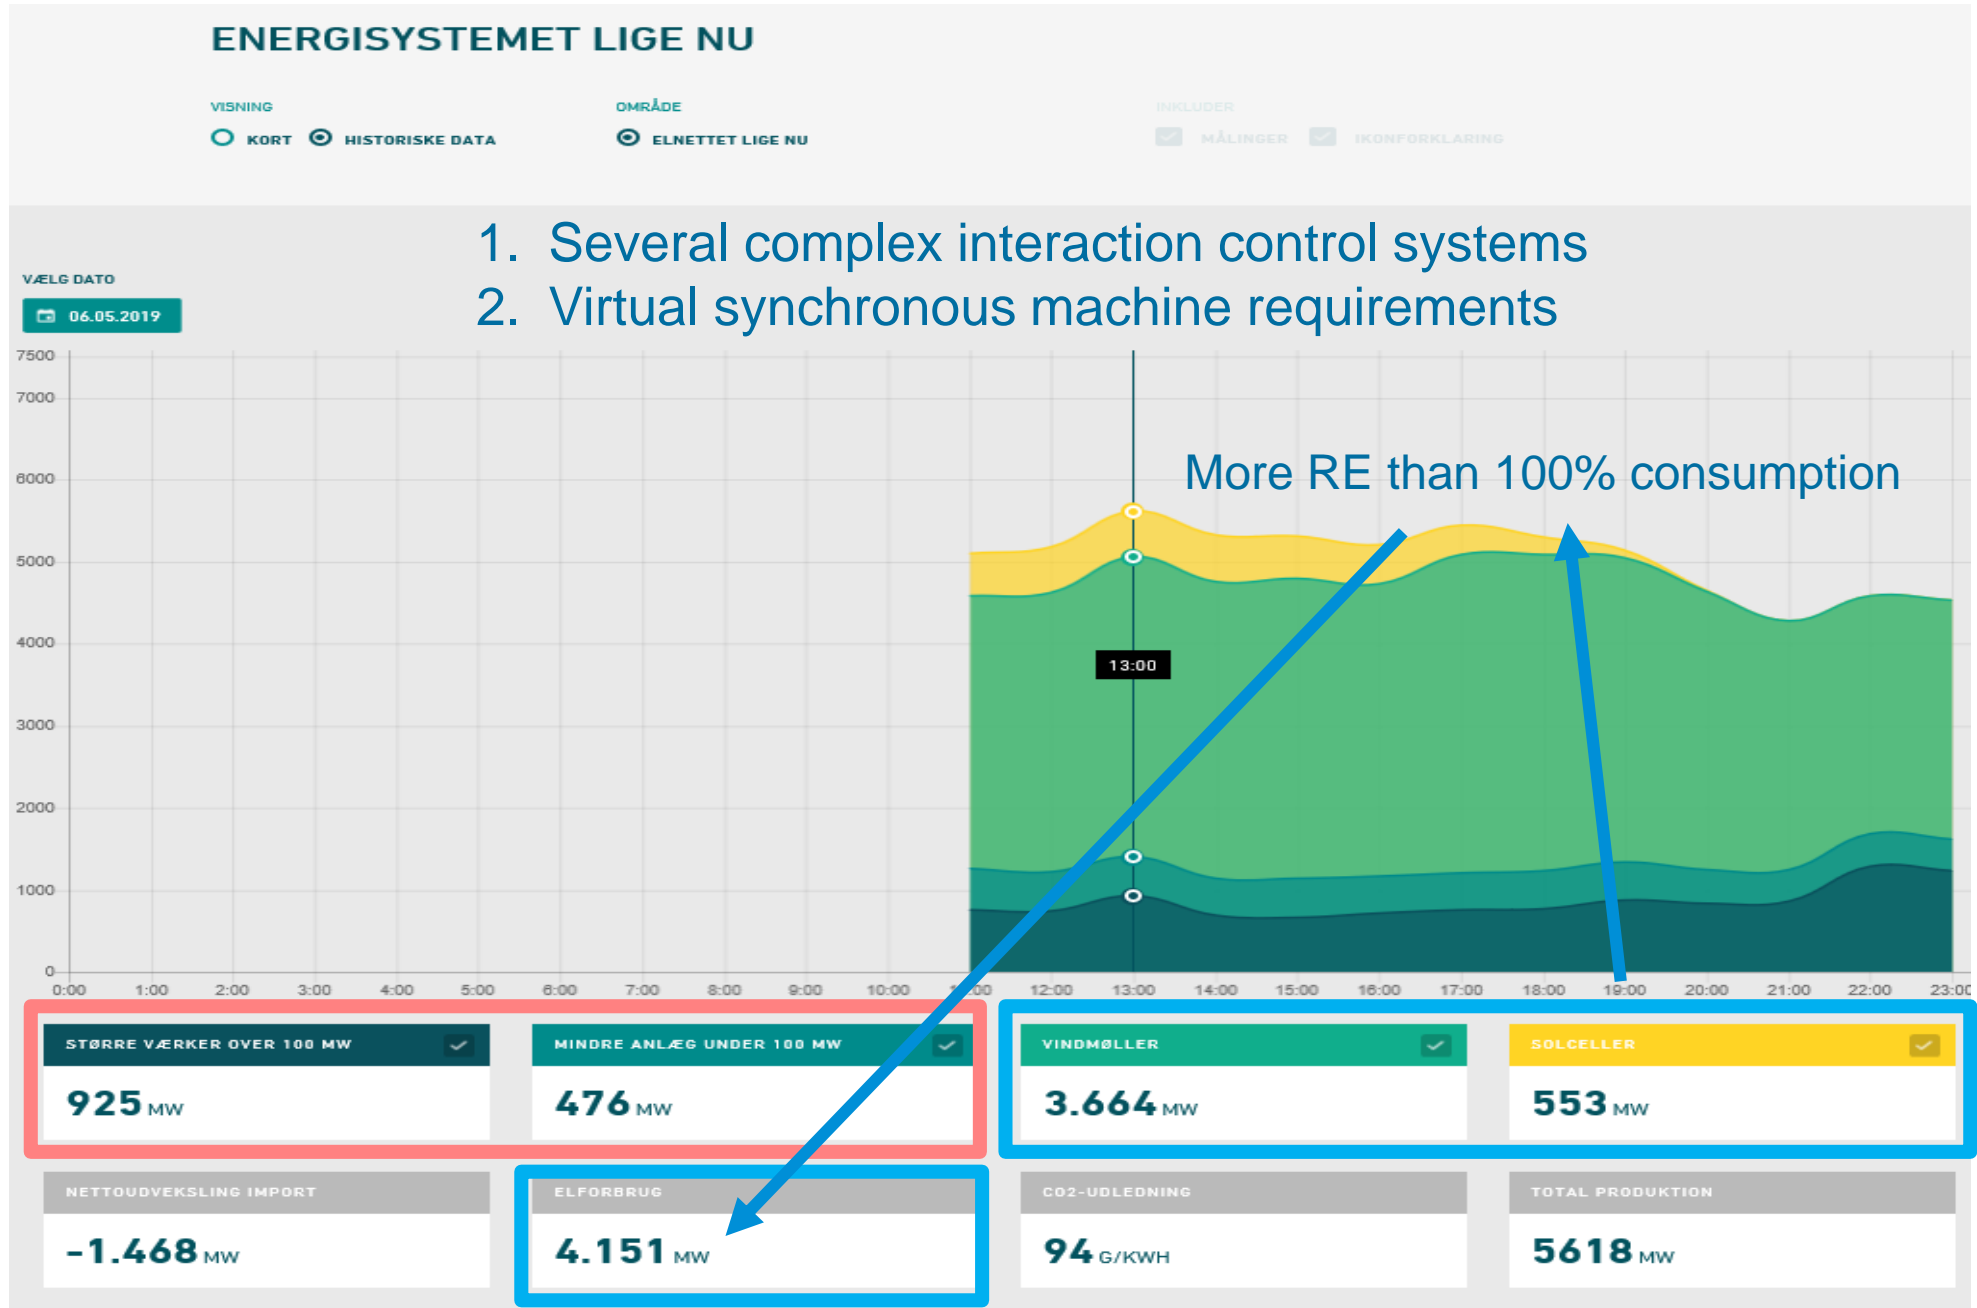 ENERGISYSTEMET LIGE NU
VISNING
KORT HISTORISKE DATA
OMRÅDE
ELNETTET LIGE NU
INKLUDER
MÅLINGER IKONFORKLARING
1. Several complex interaction control systems
2. Virtual synchronous machine requirements
VÆLG DATO
06.05.2019
7500
7000
6000
5000
4000
3000
2000
1000
0
More RE than 100% consumption
13:00
0:00 1:00 2:00 3:00 4:00 5:00 6:00 7:00 8:00 9:00 10:00 12:00 13:00 14:00 15:00 16:00 17:00 18:00 19:00 20:00 21:00 22:00 23:00
STØRRE VÆRKER OVER 100 MW
925 MW
MINDRE ANLÆG UNDER 100 MW
476 MW
VINDMØLLER
3.664 MW
SOLCELLER
553 MW
NETTOUDVEKSLING IMPORT
-1.468 MW
ELFORBRUG
4.151 MW
CO2-UDLEDNING
94 G/KWH
TOTAL PRODUKTION
5618 MW